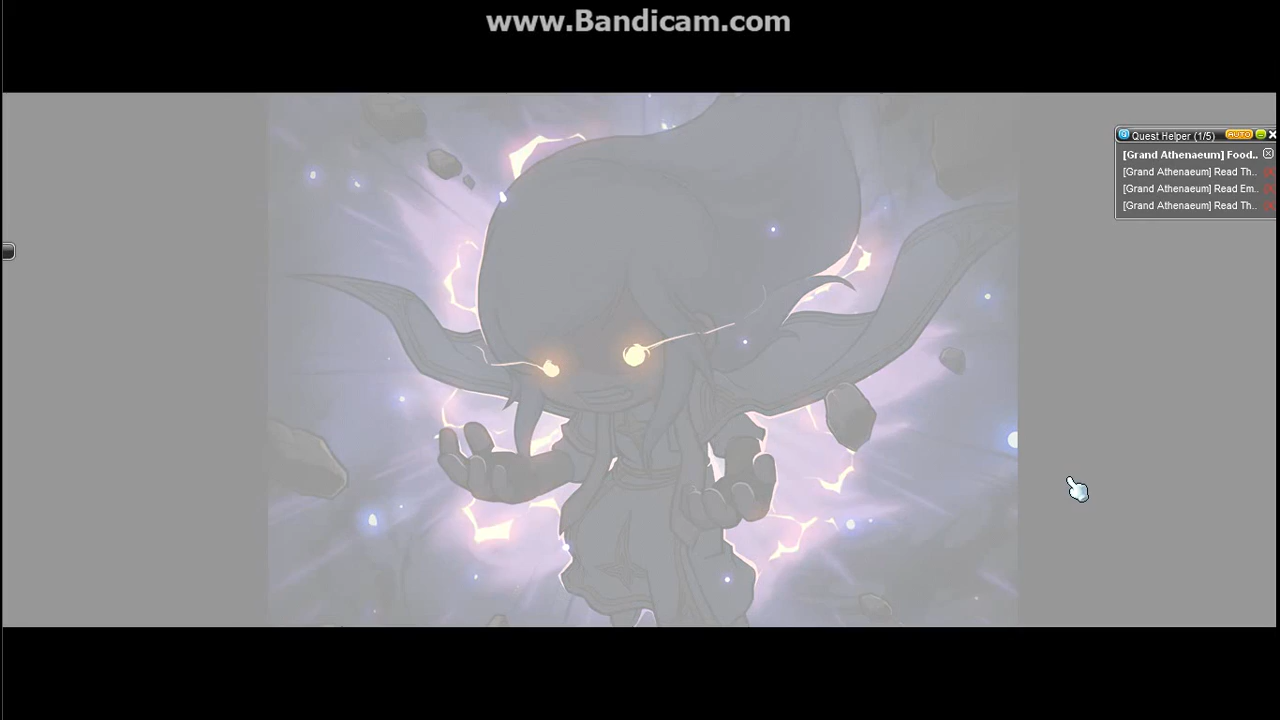 www.Bandicam.com
Quest Helper (1/5) AUTO
[Grand Athenaeum] Food..
[Grand Athenaeum] Read Th..
[Grand Athenaeum] Read Em..
[Grand Athenaeum] Read Th..